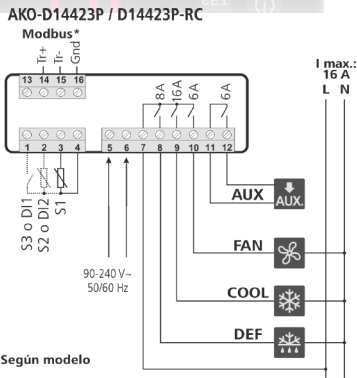 AKO-D14423P / D14423P-RC
Modbus*
Tr+
Tr-
Gnd
I max.:
16 A
L N
13 14 15 16
8A
16A
6A
6A
1 2 3 4 5 6 7 8 9 10 11 12
S3 o DI1
S2 o DI2
S1
90-240 V~
50/60 Hz
AUX
AUX.
FAN
COOL
DEF
Según modelo